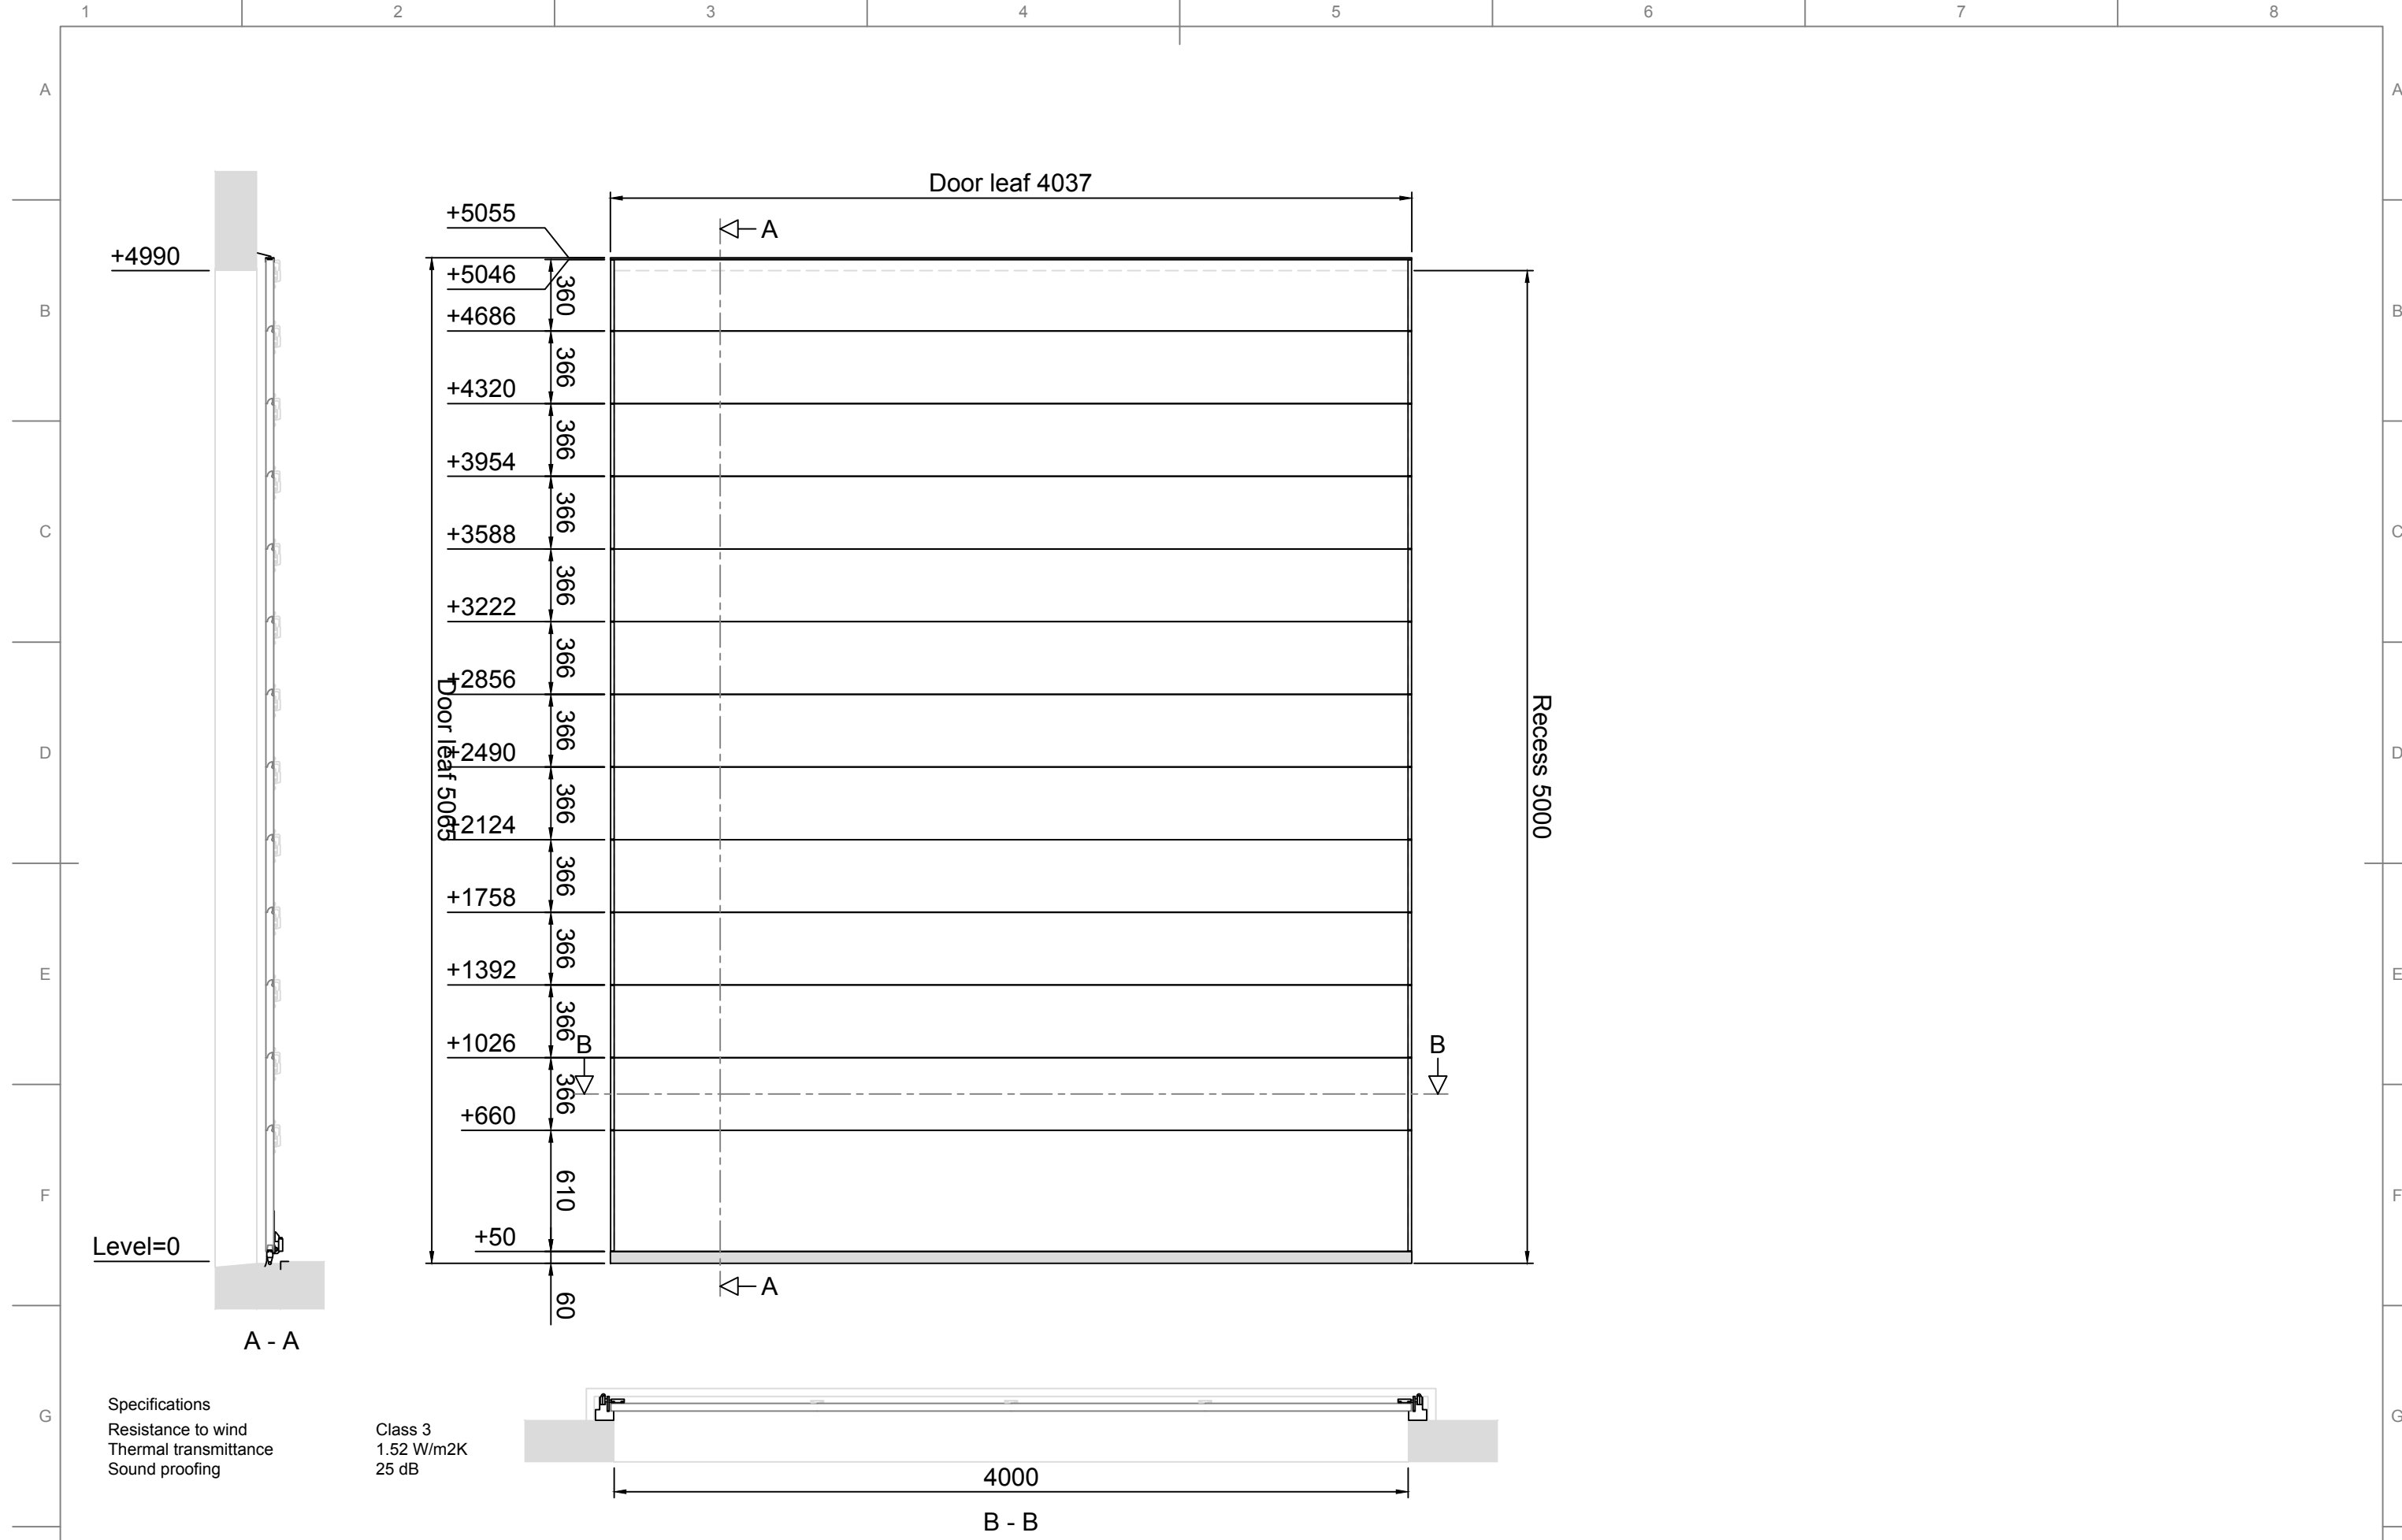 1 2 3 4 5 6 7 8
A A
Door leaf 4037
+5055
A
+4990
+5046
360
B B
+4686
366
+4320
366
+3954
366
C C
+3588
366
+3222
366
+2856
Door leaf 5065
Recess 5000
366
D D
+2490
366
+2124
366
+1758
366
E E
+1392
366
+1026
B B
366
+660
F F
610
+50
Level=0
A
60
A - A
Specifications
G G
Resistance to wind Class 3
Thermal transmittance 1.52 W/m2K
Sound proofing 25 dB
4000
B - B